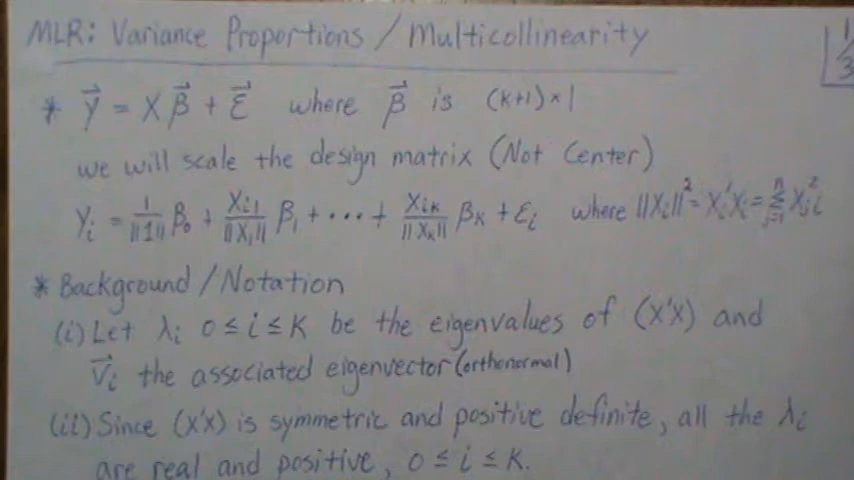 MLR: Variance Proportions / Multicollinearity
1/3
* Y⃗ = Xβ⃗ + ε⃗ where β⃗ is (k+1)×1
we will scale the design matrix (Not Center)
Yᵢ = 1/||1|| β₀ + Xᵢ₁/||X₁|| β₁ + ··· + Xᵢₖ/||Xₖ|| βₖ + εᵢ where ||Xᵢ||² = Xᵢ'Xᵢ = Σⱼ₌₁ⁿ Xⱼᵢ²
* Background / Notation
(i) Let λᵢ 0 ≤ i ≤ K be the eigenvalues of (X'X) and
V⃗ᵢ the associated eigenvector (orthonormal)
(ii) Since (X'X) is symmetric and positive definite, all the λᵢ
are real and positive, 0 ≤ i ≤ K.